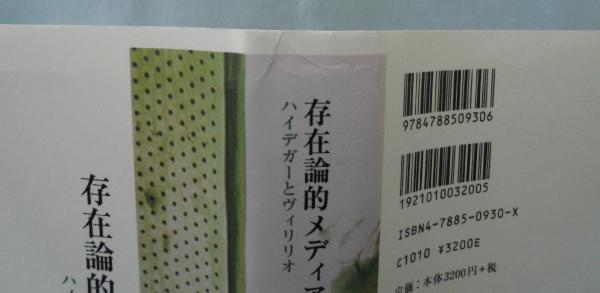 存在論的メディア
ハイデガーとヴィリリオ
存在論的
ハイ
9784788509306
1921010032005
ISBN4-7885-0930-X
C1010 ¥3200E
定価：本体3200円＋税